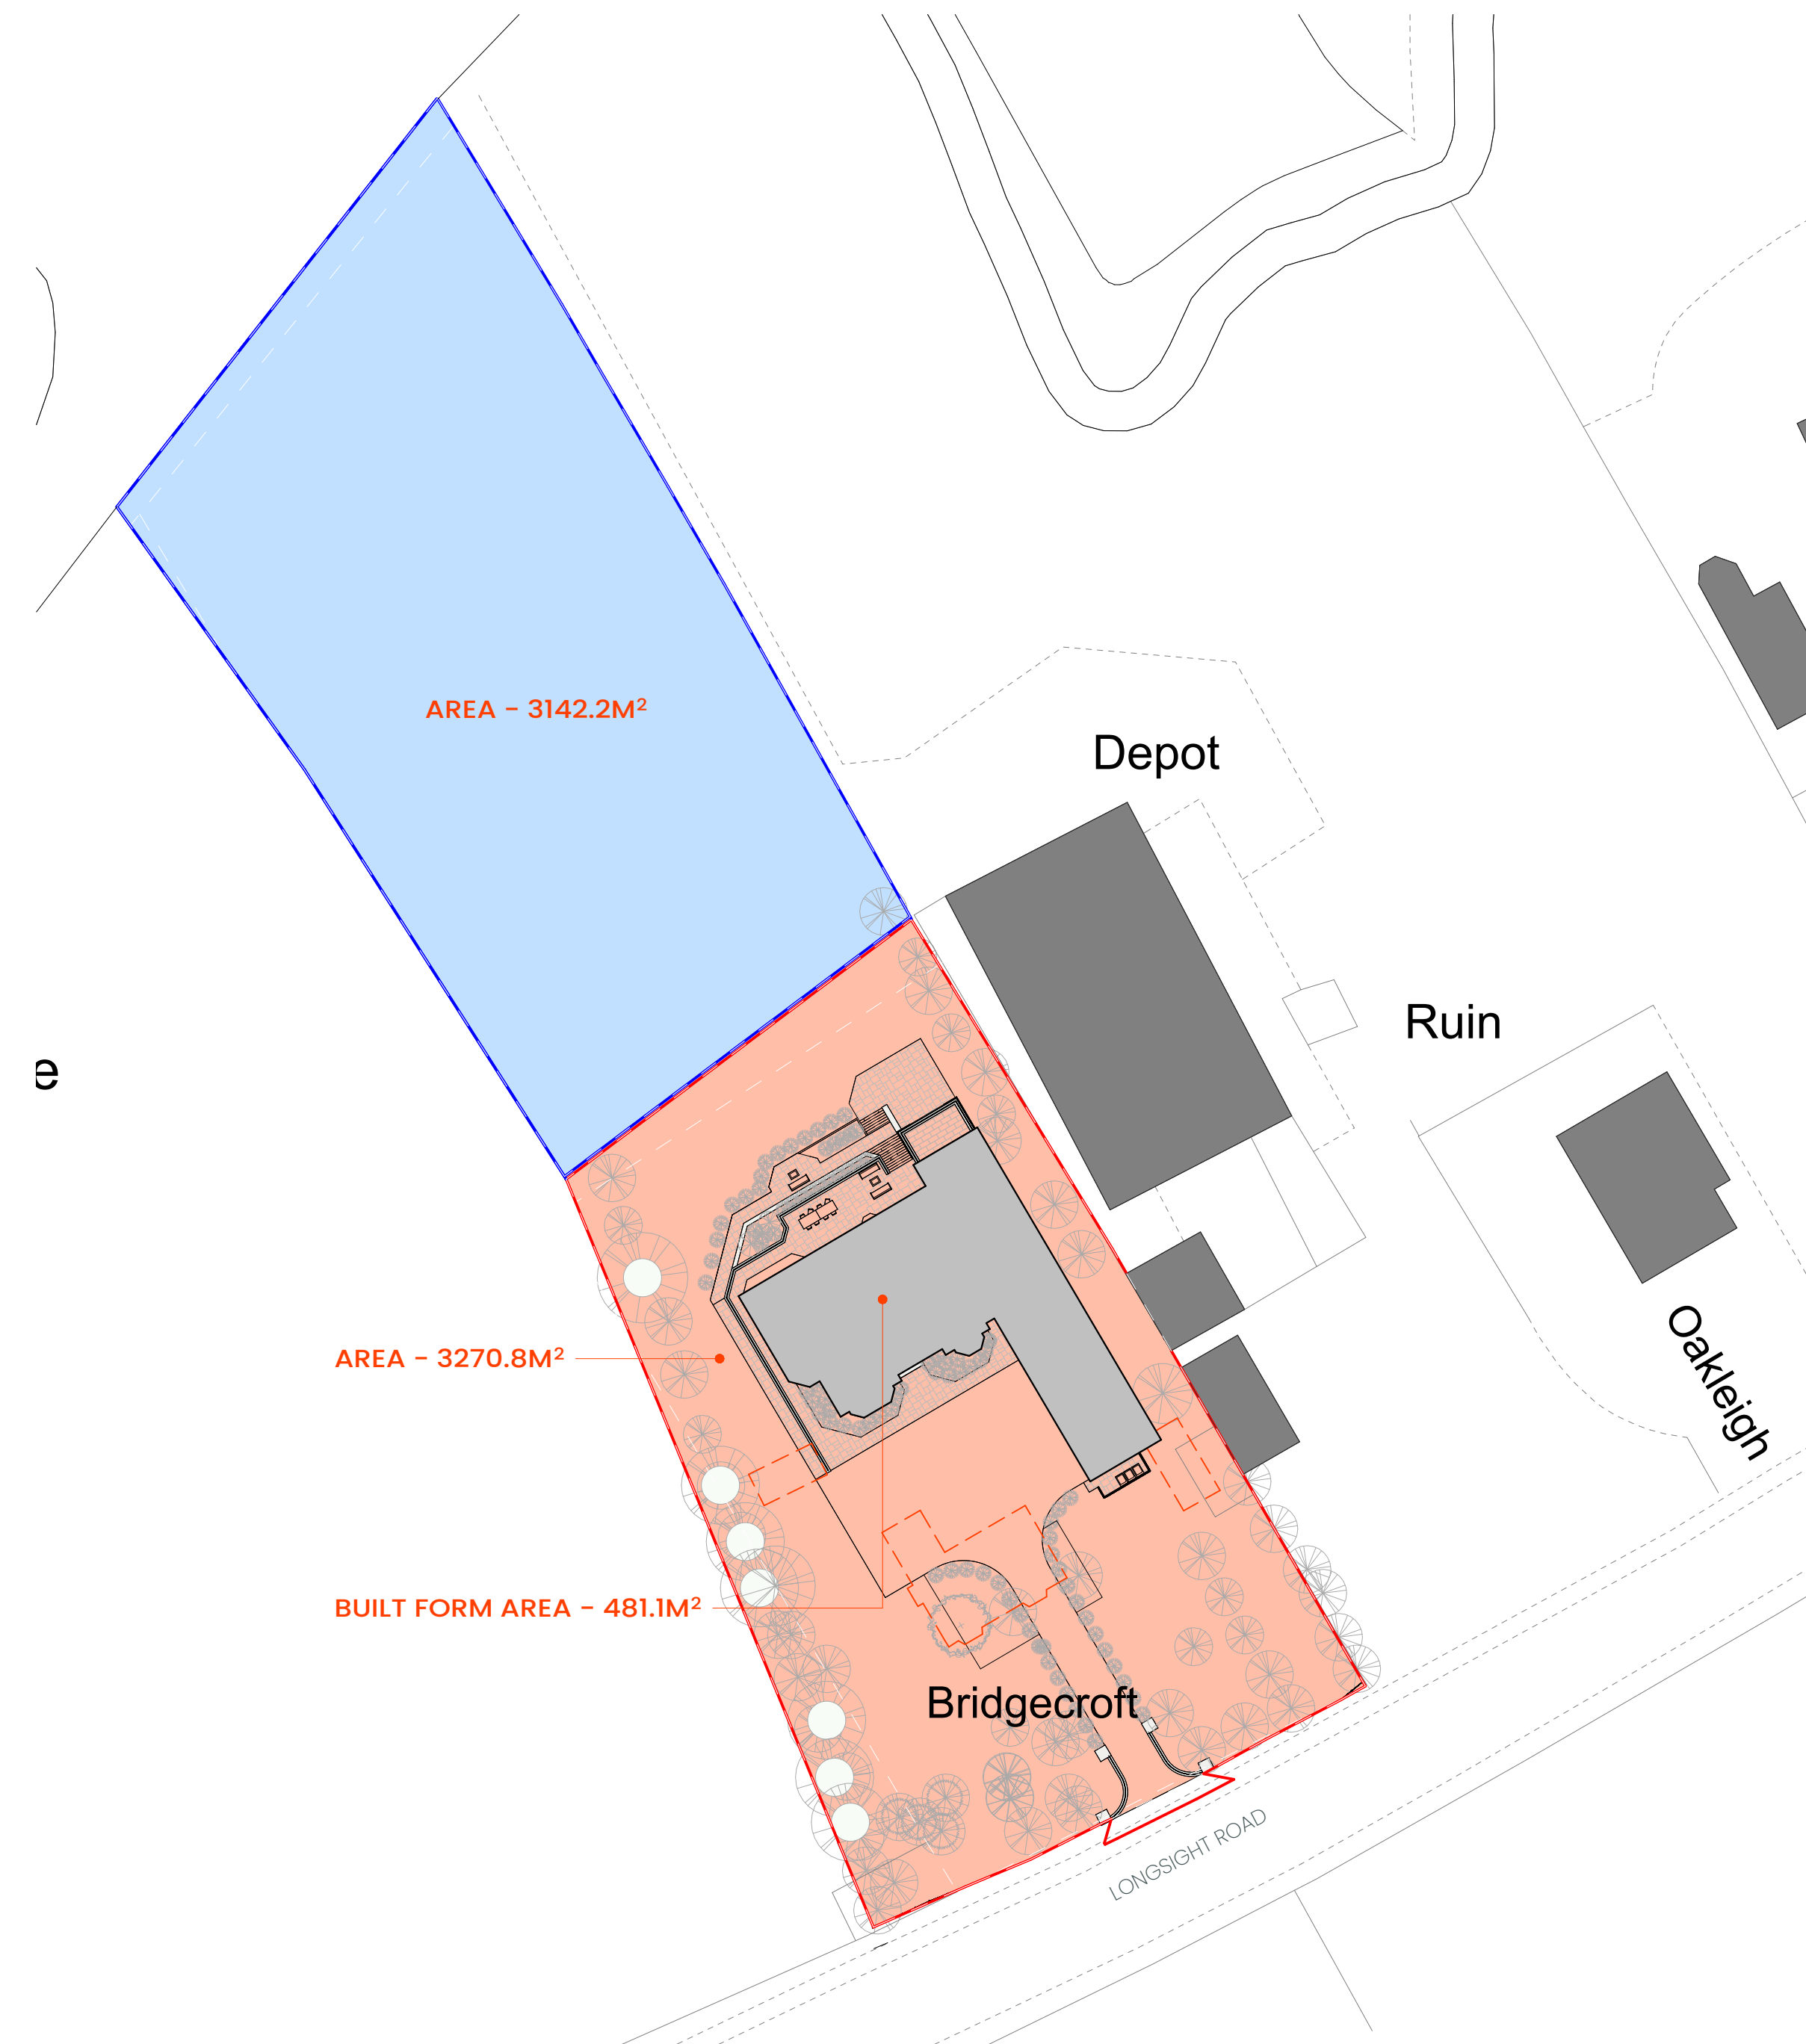 AREA - 3142.2M²
Depot
Ruin
e
Oakleigh
AREA - 3270.8M²
BUILT FORM AREA - 481.1M²
Bridgecroft
LONGSIGHT ROAD